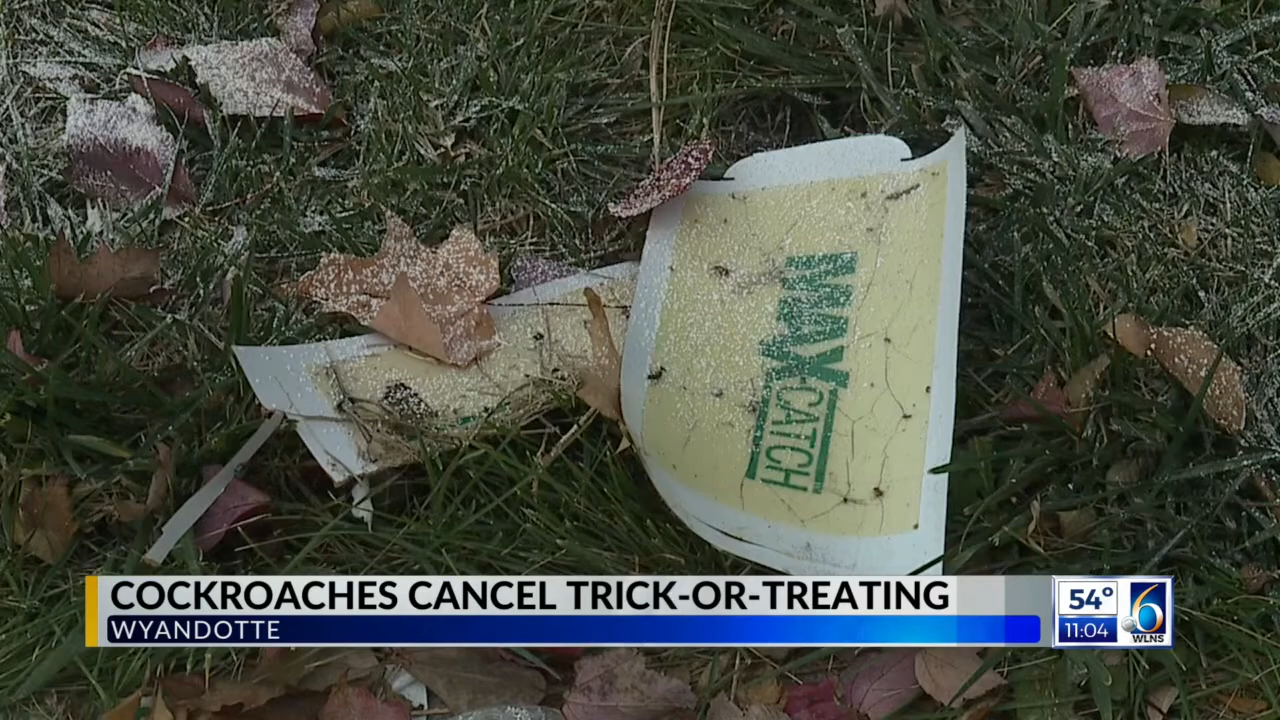 MAX
CATCH
COCKROACHES CANCEL TRICK-OR-TREATING
WYANDOTTE
54°
11:04
6
WLNS